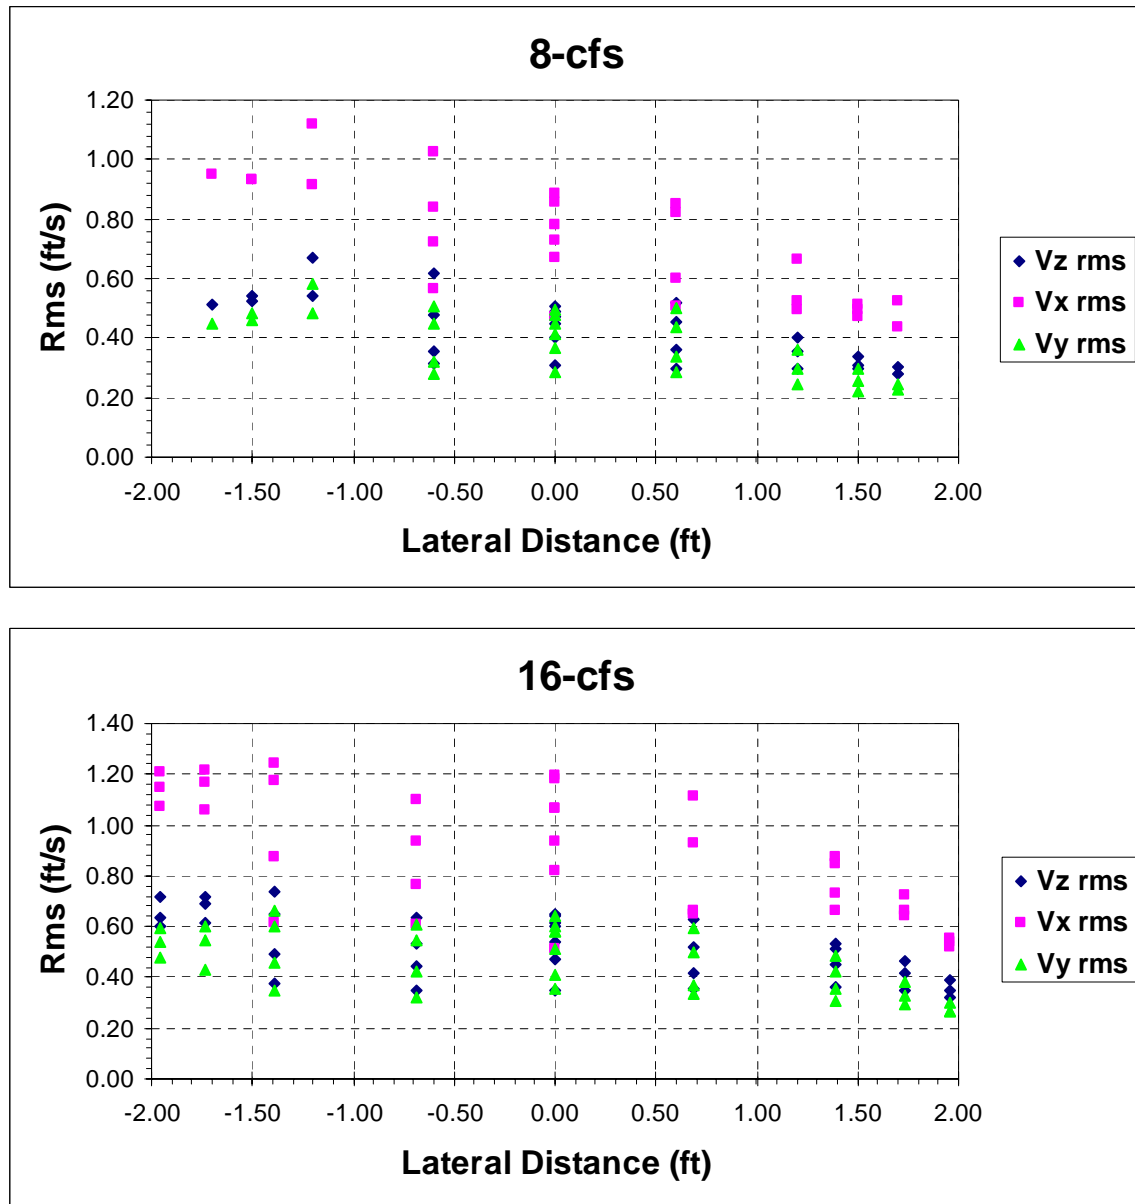 8-cfs
1.20
1.00
0.80
0.60
0.40
0.20
0.00
Rms (ft/s)
-2.00 -1.50 -1.00 -0.50 0.00 0.50 1.00 1.50 2.00
Lateral Distance (ft)
Vz rms
Vx rms
Vy rms
16-cfs
1.40
1.20
1.00
0.80
0.60
0.40
0.20
0.00
Rms (ft/s)
-2.00 -1.50 -1.00 -0.50 0.00 0.50 1.00 1.50 2.00
Lateral Distance (ft)
Vz rms
Vx rms
Vy rms